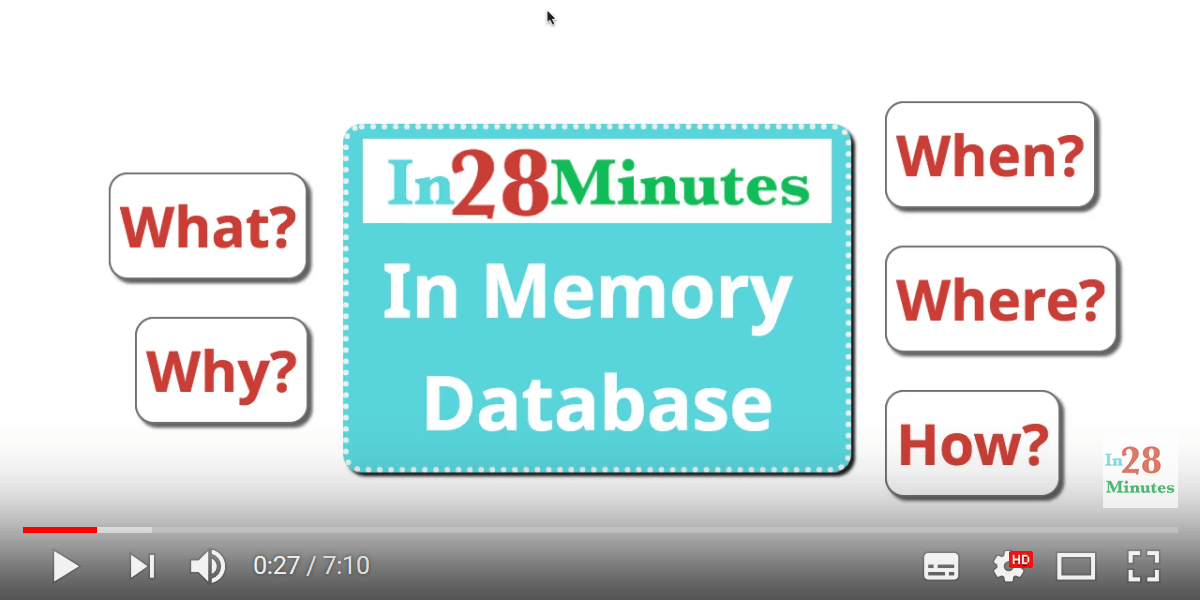 What?
Why?
In28Minutes
In Memory
Database
When?
Where?
How?
In28
Minutes
0:27 / 7:10
HD